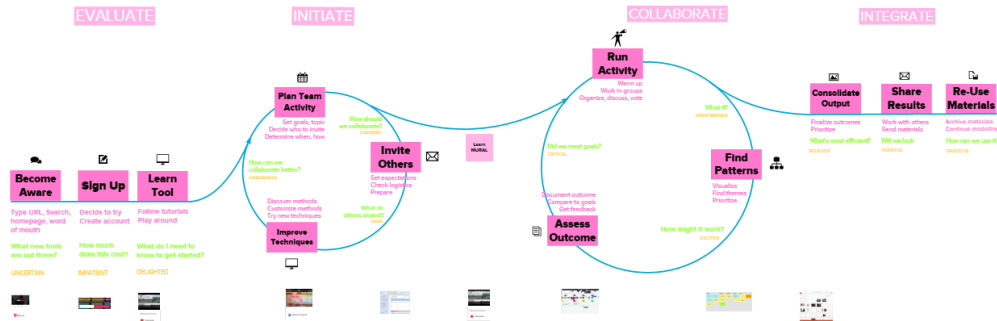 EVALUATE
INITIATE
COLLABORATE
INTEGRATE
Become
Aware
Type URL, Search,
homepage, word
of mouth
What new tools
are out there?
UNCERTAIN
Sign Up
Decide to try
Create account
How much
does this cost?
IMPATIENT
Learn
Tool
Follow tutorials
Play around
What do I need to
know to get started?
DELIGHTED
Plan Team
Activity
Set goals, topic
Decide who to invite
Determine when, how
How should
we collaborate?
Invite
Others
Set expectations
Check logistics
Prepare
What do
others expect?
Improve
Techniques
Discover methods
Customize methods
Try new techniques
How can we
collaborate better?
Learn
MURAL
Run
Activity
Warm up
Work in groups
Organize, discuss, vote
What if?
Find
Patterns
Visualize
Find themes
Prioritize
How might it work?
EXCITED
Assess
Outcome
Document outcome
Compare to goals
Get feedback
Did we meet goals?
CRITICAL
Consolidate
Output
Finalize outcomes
Prioritize
What's most efficient?
RELIEVED
Share
Results
Work with others
Send materials
Will we look
HOPEFUL
Re-Use
Materials
Archive materials
Continue modelling
How can we use it